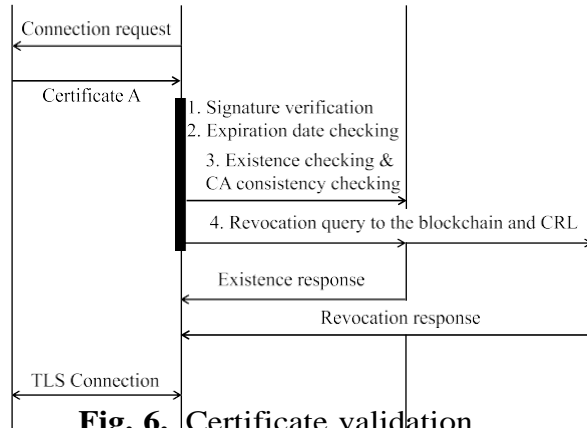 Connection request
Certificate A
1. Signature verification
2. Expiration date checking
3. Existence checking &
CA consistency checking
4. Revocation query to the blockchain and CRL
Existence response
Revocation response
TLS Connection
Fig. 6. Certificate validation